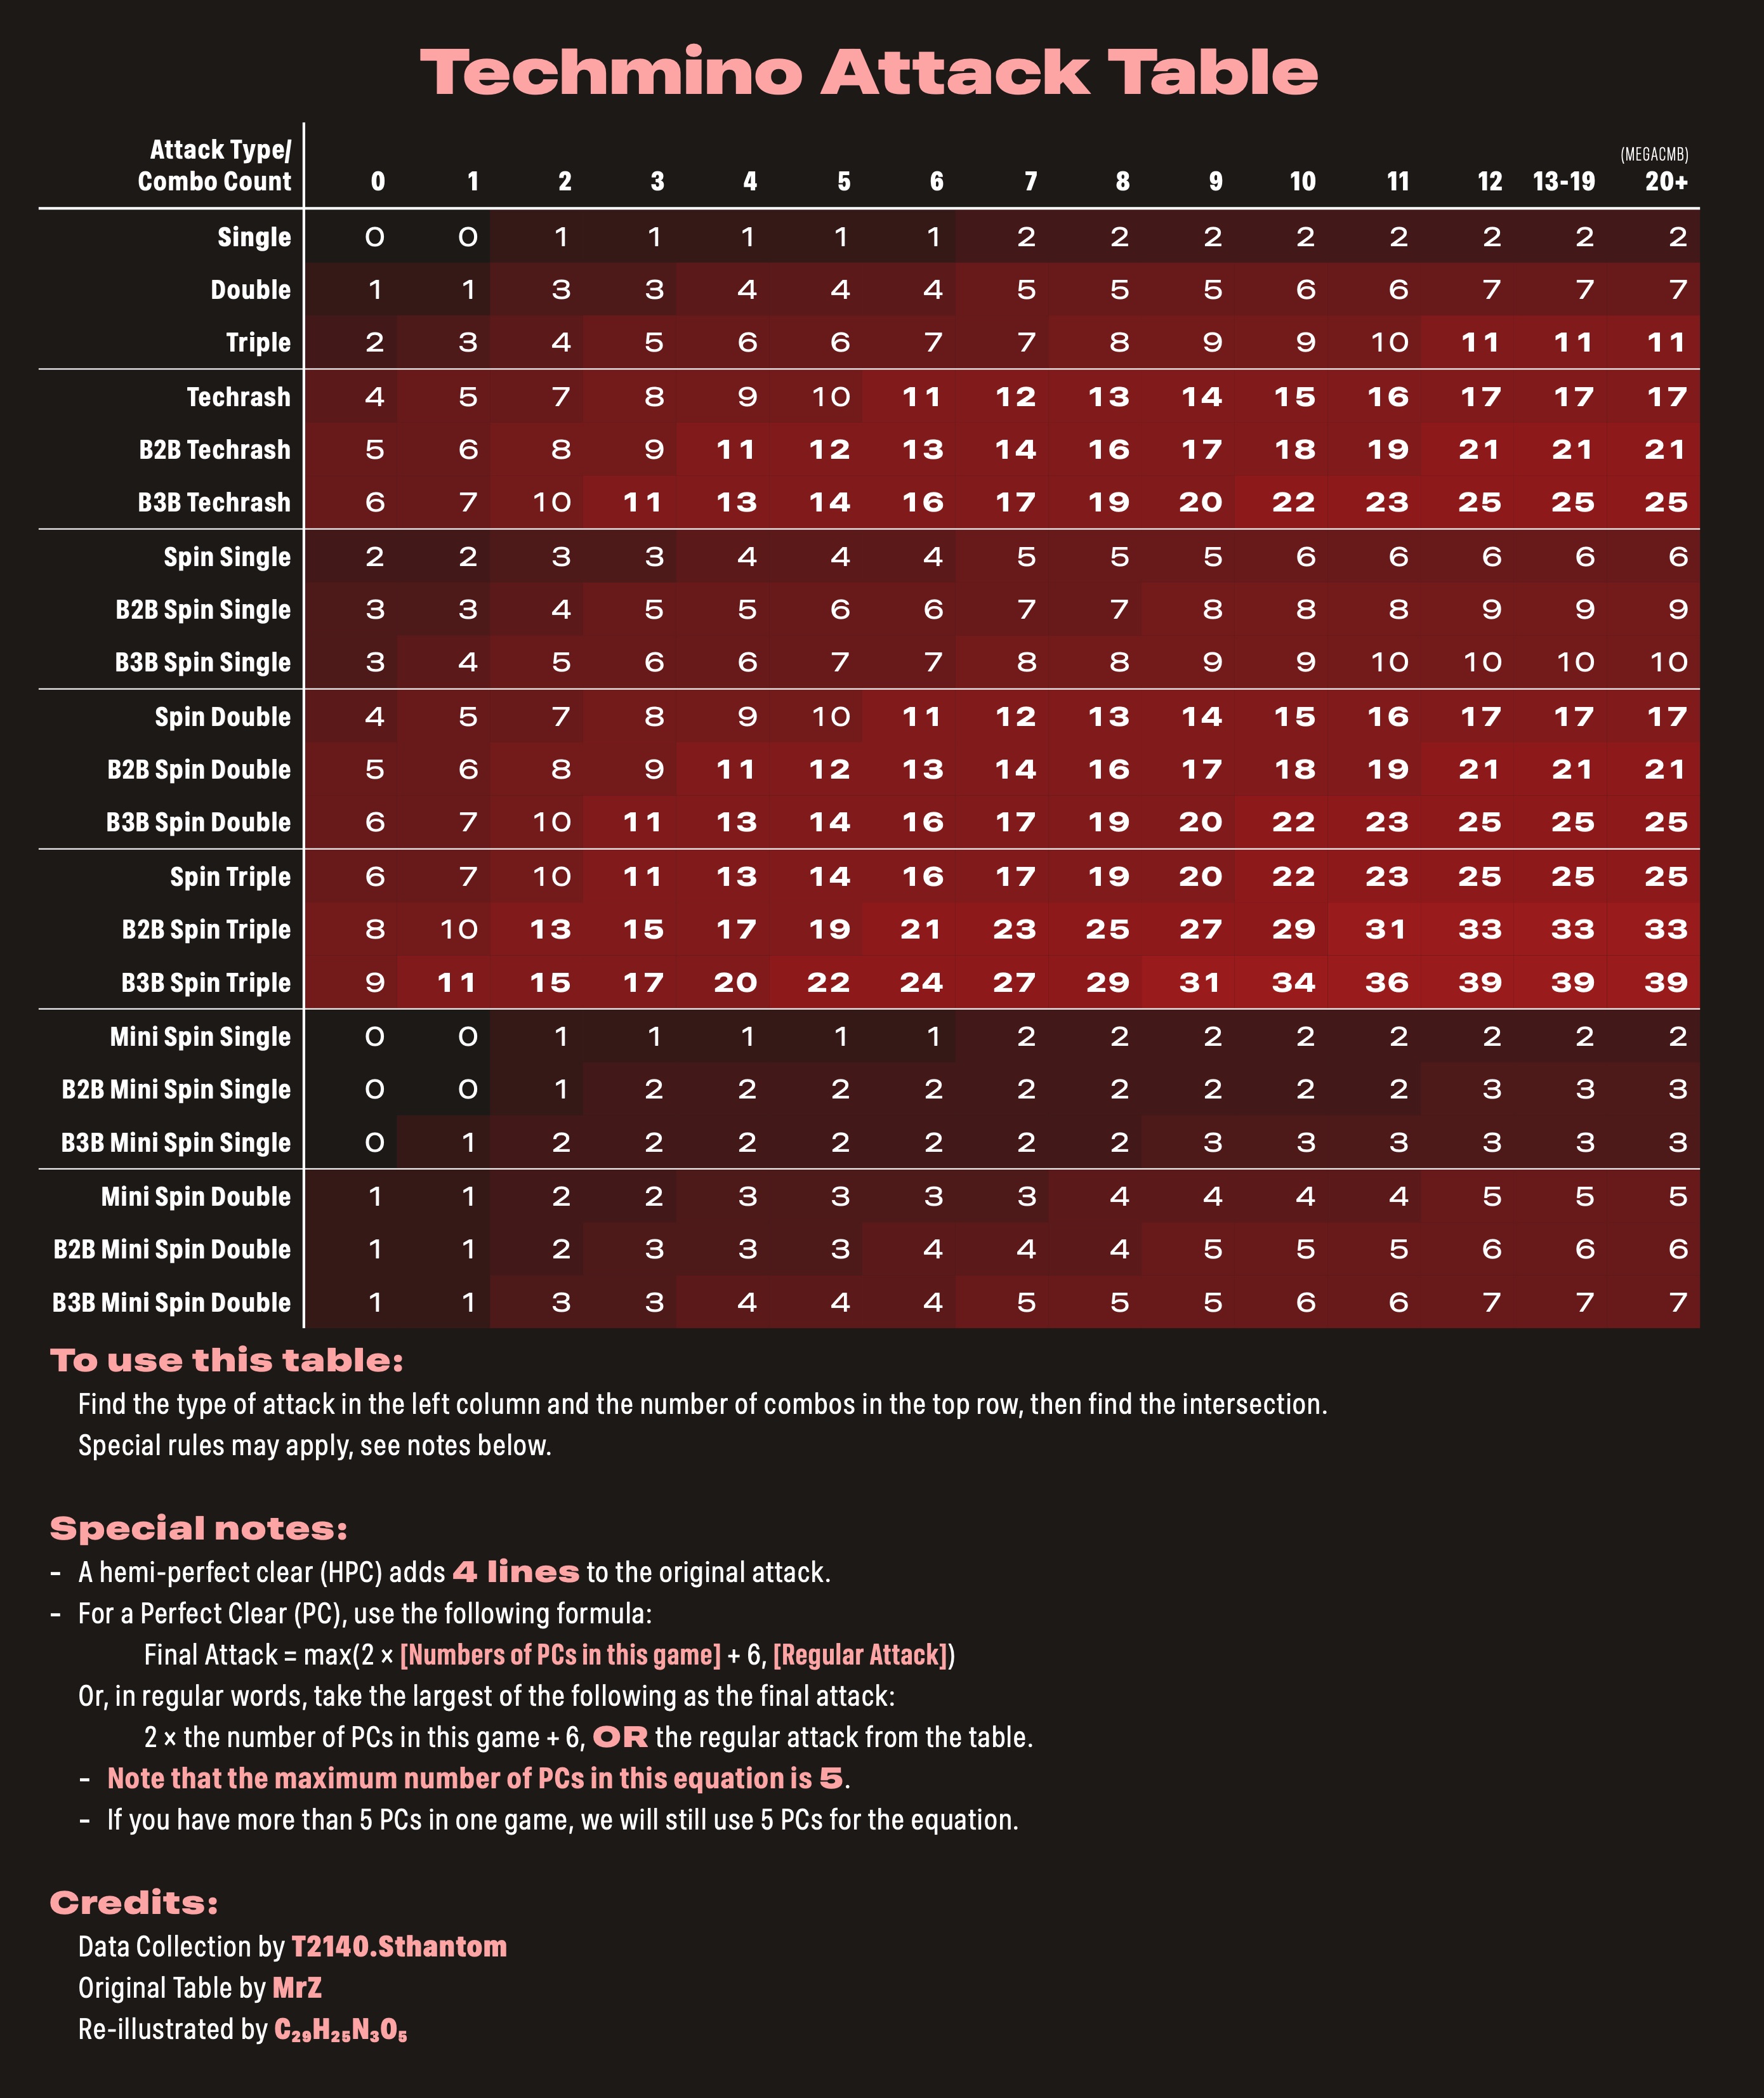 Techmino Attack Table
Attack Type/
(MEGACMB)
Combo Count 0 1 2 3 4 5 6 7 8 9 10 11 12 13-19 20+
Single 0 0 1 1 1 1 1 2 2 2 2 2 2 2 2
Double 1 1 3 3 4 4 4 5 5 5 6 6 7 7 7
Triple 2 3 4 5 6 6 7 7 8 9 9 10 11 11 11
Techrash 4 5 7 8 9 10 11 12 13 14 15 16 17 17 17
B2B Techrash 5 6 8 9 11 12 13 14 16 17 18 19 21 21 21
B3B Techrash 6 7 10 11 13 14 16 17 19 20 22 23 25 25 25
Spin Single 2 2 3 3 4 4 4 5 5 5 6 6 6 6 6
B2B Spin Single 3 3 4 5 5 6 6 7 7 8 8 8 9 9 9
B3B Spin Single 3 4 5 6 6 7 7 8 8 9 9 10 10 10 10
Spin Double 4 5 7 8 9 10 11 12 13 14 15 16 17 17 17
B2B Spin Double 5 6 8 9 11 12 13 14 16 17 18 19 21 21 21
B3B Spin Double 6 7 10 11 13 14 16 17 19 20 22 23 25 25 25
Spin Triple 6 7 10 11 13 14 16 17 19 20 22 23 25 25 25
B2B Spin Triple 8 10 13 15 17 19 21 23 25 27 29 31 33 33 33
B3B Spin Triple 9 11 15 17 20 22 24 27 29 31 34 36 39 39 39
Mini Spin Single 0 0 1 1 1 1 1 2 2 2 2 2 2 2 2
B2B Mini Spin Single 0 0 1 2 2 2 2 2 2 2 2 2 3 3 3
B3B Mini Spin Single 0 1 2 2 2 2 2 2 2 3 3 3 3 3 3
Mini Spin Double 1 1 2 2 3 3 3 3 4 4 4 4 5 5 5
B2B Mini Spin Double 1 1 2 3 3 3 4 4 4 5 5 5 6 6 6
B3B Mini Spin Double 1 1 3 3 4 4 4 5 5 5 6 6 7 7 7
To use this table:
Find the type of attack in the left column and the number of combos in the top row, then find the intersection.
Special rules may apply, see notes below.
Special notes:
- A hemi-perfect clear (HPC) adds 4 lines to the original attack.
- For a Perfect Clear (PC), use the following formula:
Final Attack = max(2 × [Numbers of PCs in this game] + 6, [Regular Attack])
Or, in regular words, take the largest of the following as the final attack:
2 × the number of PCs in this game + 6, OR the regular attack from the table.
- Note that the maximum number of PCs in this equation is 5.
- If you have more than 5 PCs in one game, we will still use 5 PCs for the equation.
Credits:
Data Collection by T2140.Sthantom
Original Table by MrZ
Re-illustrated by C₂₉H₂₅N₃O₅